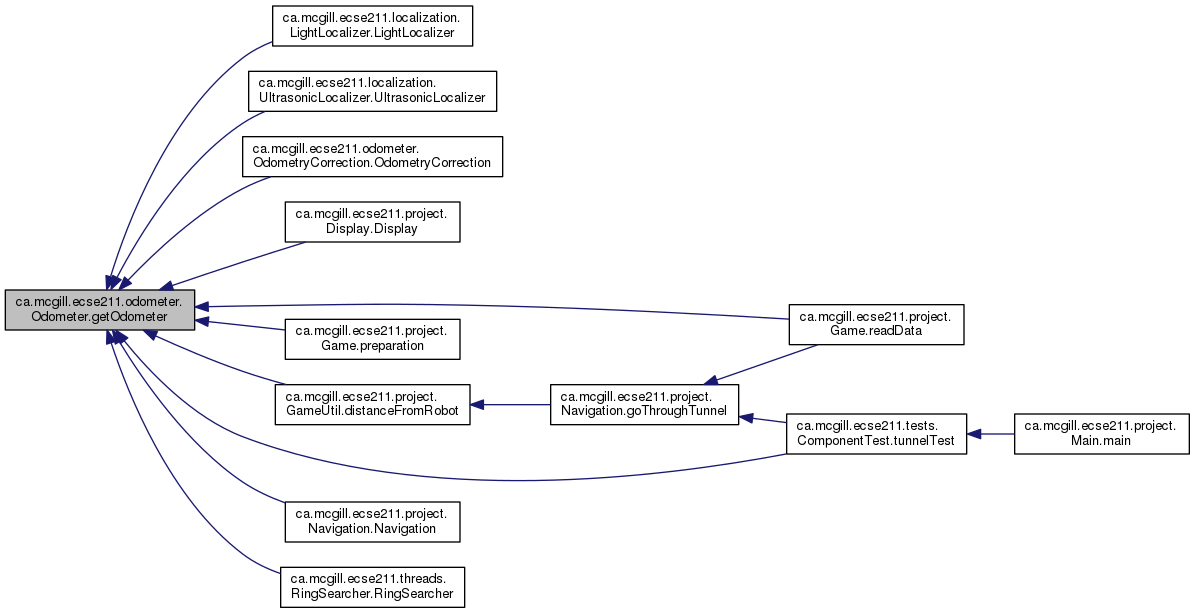 ca.mcgill.ecse211.localization.
LightLocalizer.LightLocalizer
ca.mcgill.ecse211.localization.
UltrasonicLocalizer.UltrasonicLocalizer
ca.mcgill.ecse211.odometer.
OdometryCorrection.OdometryCorrection
ca.mcgill.ecse211.project.
Display.Display
ca.mcgill.ecse211.odometer.
Odometer.getOdometer
ca.mcgill.ecse211.project.
Game.readData
ca.mcgill.ecse211.project.
Game.preparation
ca.mcgill.ecse211.project.
GameUtil.distanceFromRobot
ca.mcgill.ecse211.project.
Navigation.goThroughTunnel
ca.mcgill.ecse211.tests.
ComponentTest.tunnelTest
ca.mcgill.ecse211.project.
Main.main
ca.mcgill.ecse211.project.
Navigation.Navigation
ca.mcgill.ecse211.threads.
RingSearcher.RingSearcher